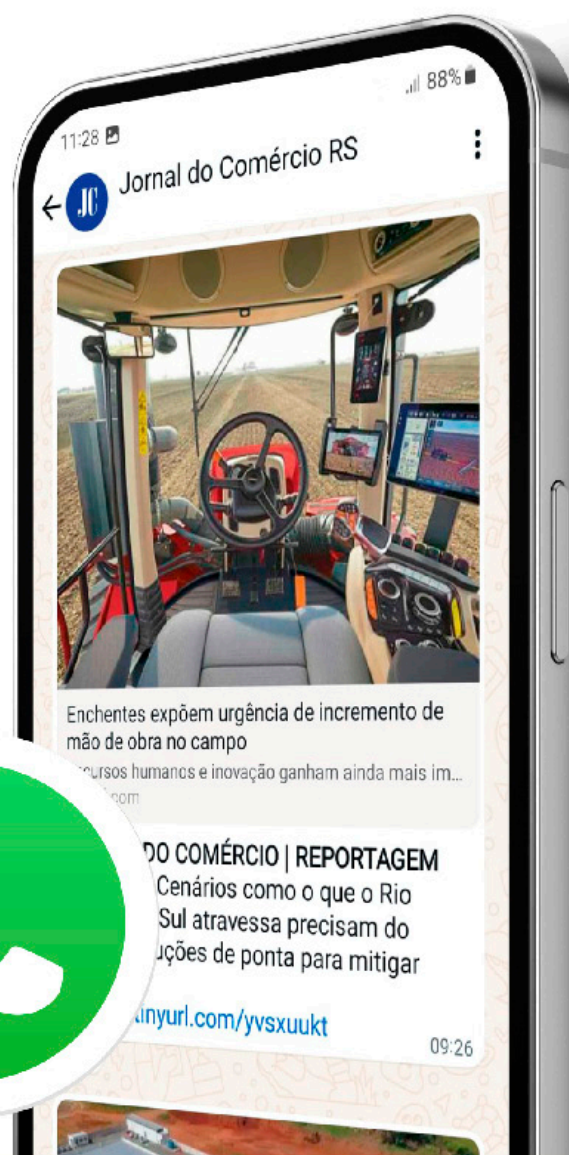 11:28
88%
JC
Jornal do Comércio RS
Enchentes expõem urgência de incremento de
mão de obra no campo
cursos humanos e inovação ganham ainda mais im...
.com
DO COMÉRCIO | REPORTAGEM
Cenários como o que o Rio
Sul atravessa precisam do
uções de ponta para mitigar
inyurl.com/yvsxuukt
09:26